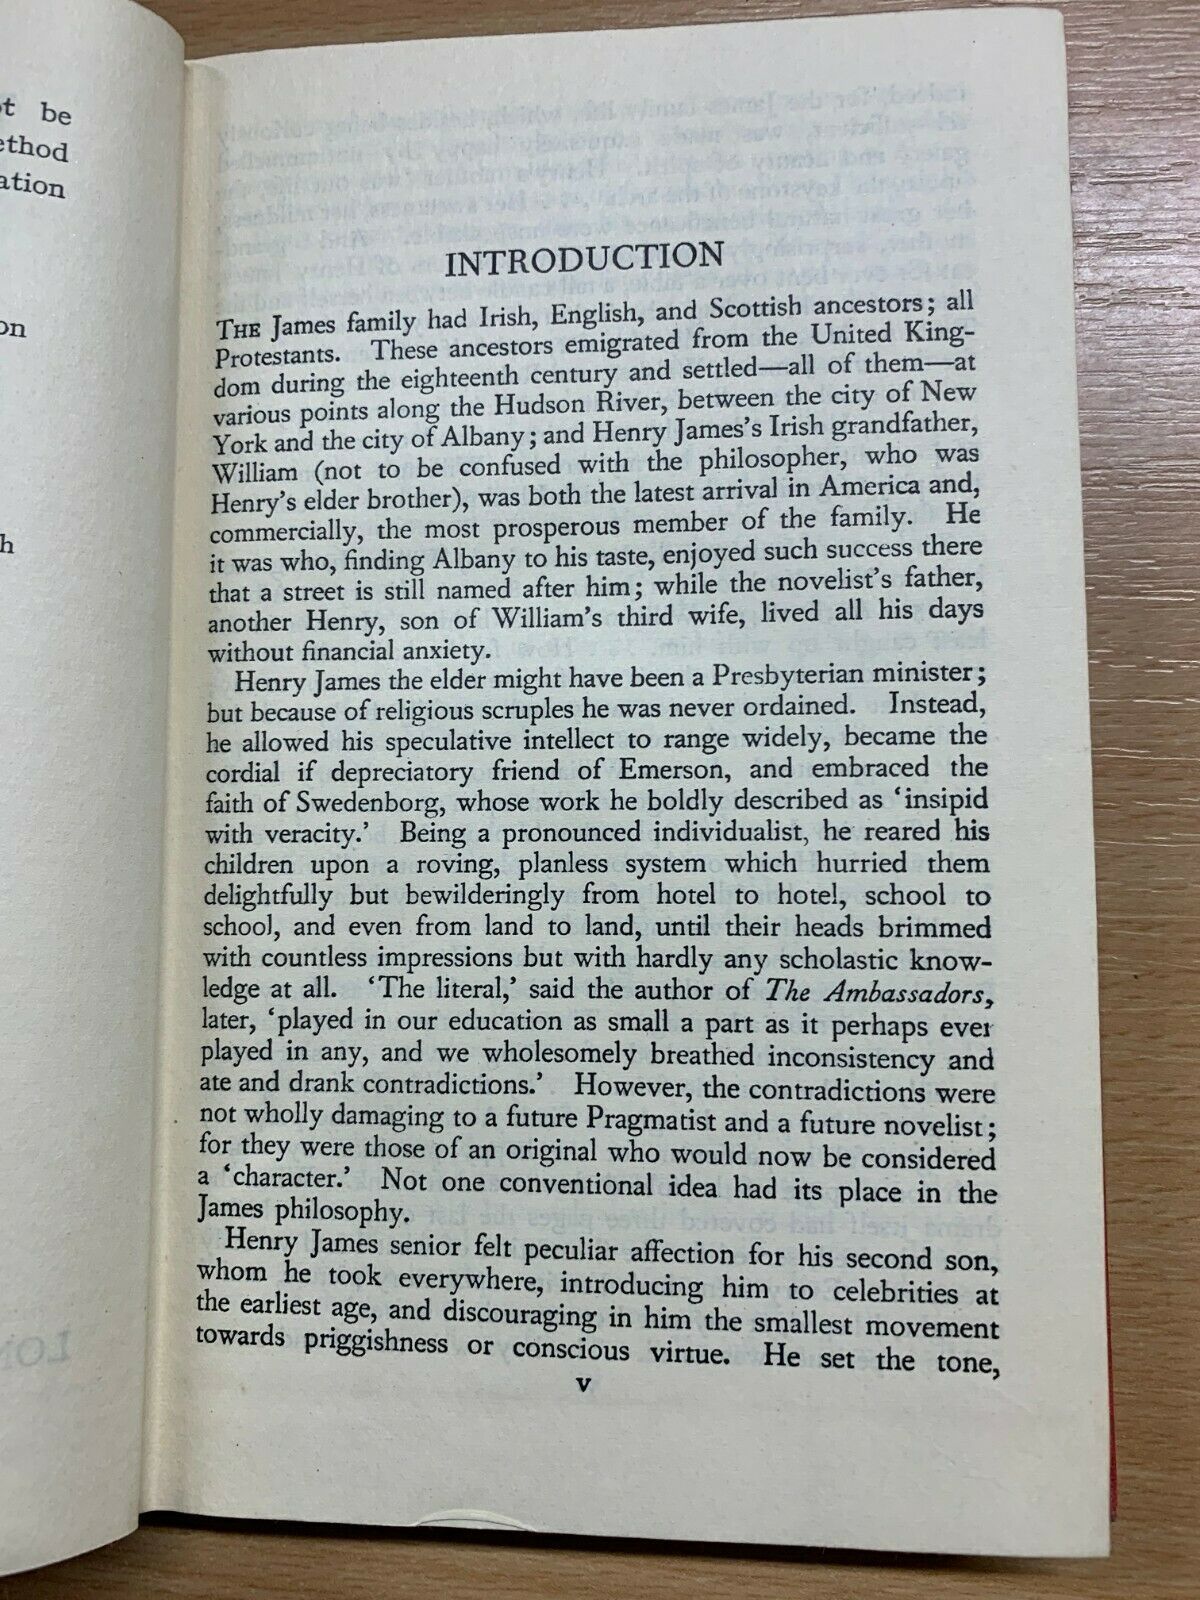 t be
ethod
ation
on
h
INTRODUCTION
THE James family had Irish, English, and Scottish ancestors; all
Protestants. These ancestors emigrated from the United King-
dom during the eighteenth century and settled—all of them—at
various points along the Hudson River, between the city of New
York and the city of Albany; and Henry James's Irish grandfather,
William (not to be confused with the philosopher, who was
Henry's elder brother), was both the latest arrival in America and,
commercially, the most prosperous member of the family. He
it was who, finding Albany to his taste, enjoyed such success there
that a street is still named after him; while the novelist's father,
another Henry, son of William's third wife, lived all his days
without financial anxiety.
Henry James the elder might have been a Presbyterian minister;
but because of religious scruples he was never ordained. Instead,
he allowed his speculative intellect to range widely, became the
cordial if depreciatory friend of Emerson, and embraced the
faith of Swedenborg, whose work he boldly described as 'insipid
with veracity.' Being a pronounced individualist, he reared his
children upon a roving, planless system which hurried them
delightfully but bewilderingly from hotel to hotel, school to
school, and even from land to land, until their heads brimmed
with countless impressions but with hardly any scholastic know-
ledge at all. 'The literal,' said the author of The Ambassadors,
later, 'played in our education as small a part as it perhaps ever
played in any, and we wholesomely breathed inconsistency and
ate and drank contradictions.' However, the contradictions were
not wholly damaging to a future Pragmatist and a future novelist;
for they were those of an original who would now be considered
a 'character.' Not one conventional idea had its place in the
James philosophy.
Henry James senior felt peculiar affection for his second son,
whom he took everywhere, introducing him to celebrities at
the earliest age, and discouraging in him the smallest movement
towards priggishness or conscious virtue. He set the tone,
v